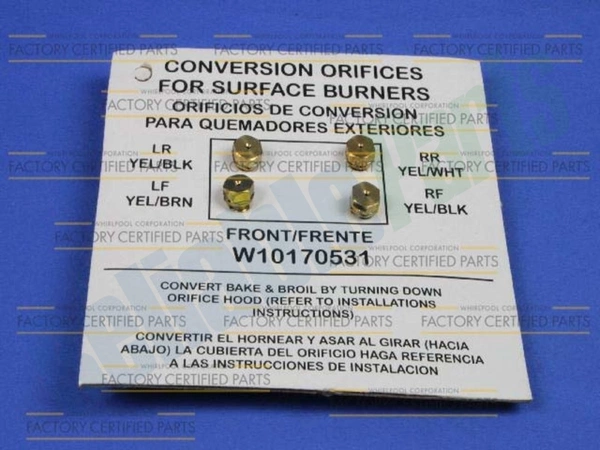 CONVERSION ORIFICES
FOR SURFACE BURNERS
ORIFICIOS DE CONVERSION
PARA QUEMADORES EXTERIORES
LR
YEL/BLK
RR
YEL/WHT
LF
YEL/BRN
RF
YEL/BLK
FRONT/FRENTE
W10170531
CONVERT BAKE & BROIL BY TURNING DOWN
ORIFICE HOOD (REFER TO INSTALLATIONS
INSTRUCTIONS)
CONVERTIR EL HORNEAR Y ASAR AL GIRAR (HACIA
ABAJO) LA CUBIERTA DEL ORIFICIO HAGA REFERENCIA
A LAS INSTRUCCIONES DE INSTALACION
WHIRLPOOL CORPORATION
FACTORY CERTIFIED PARTS